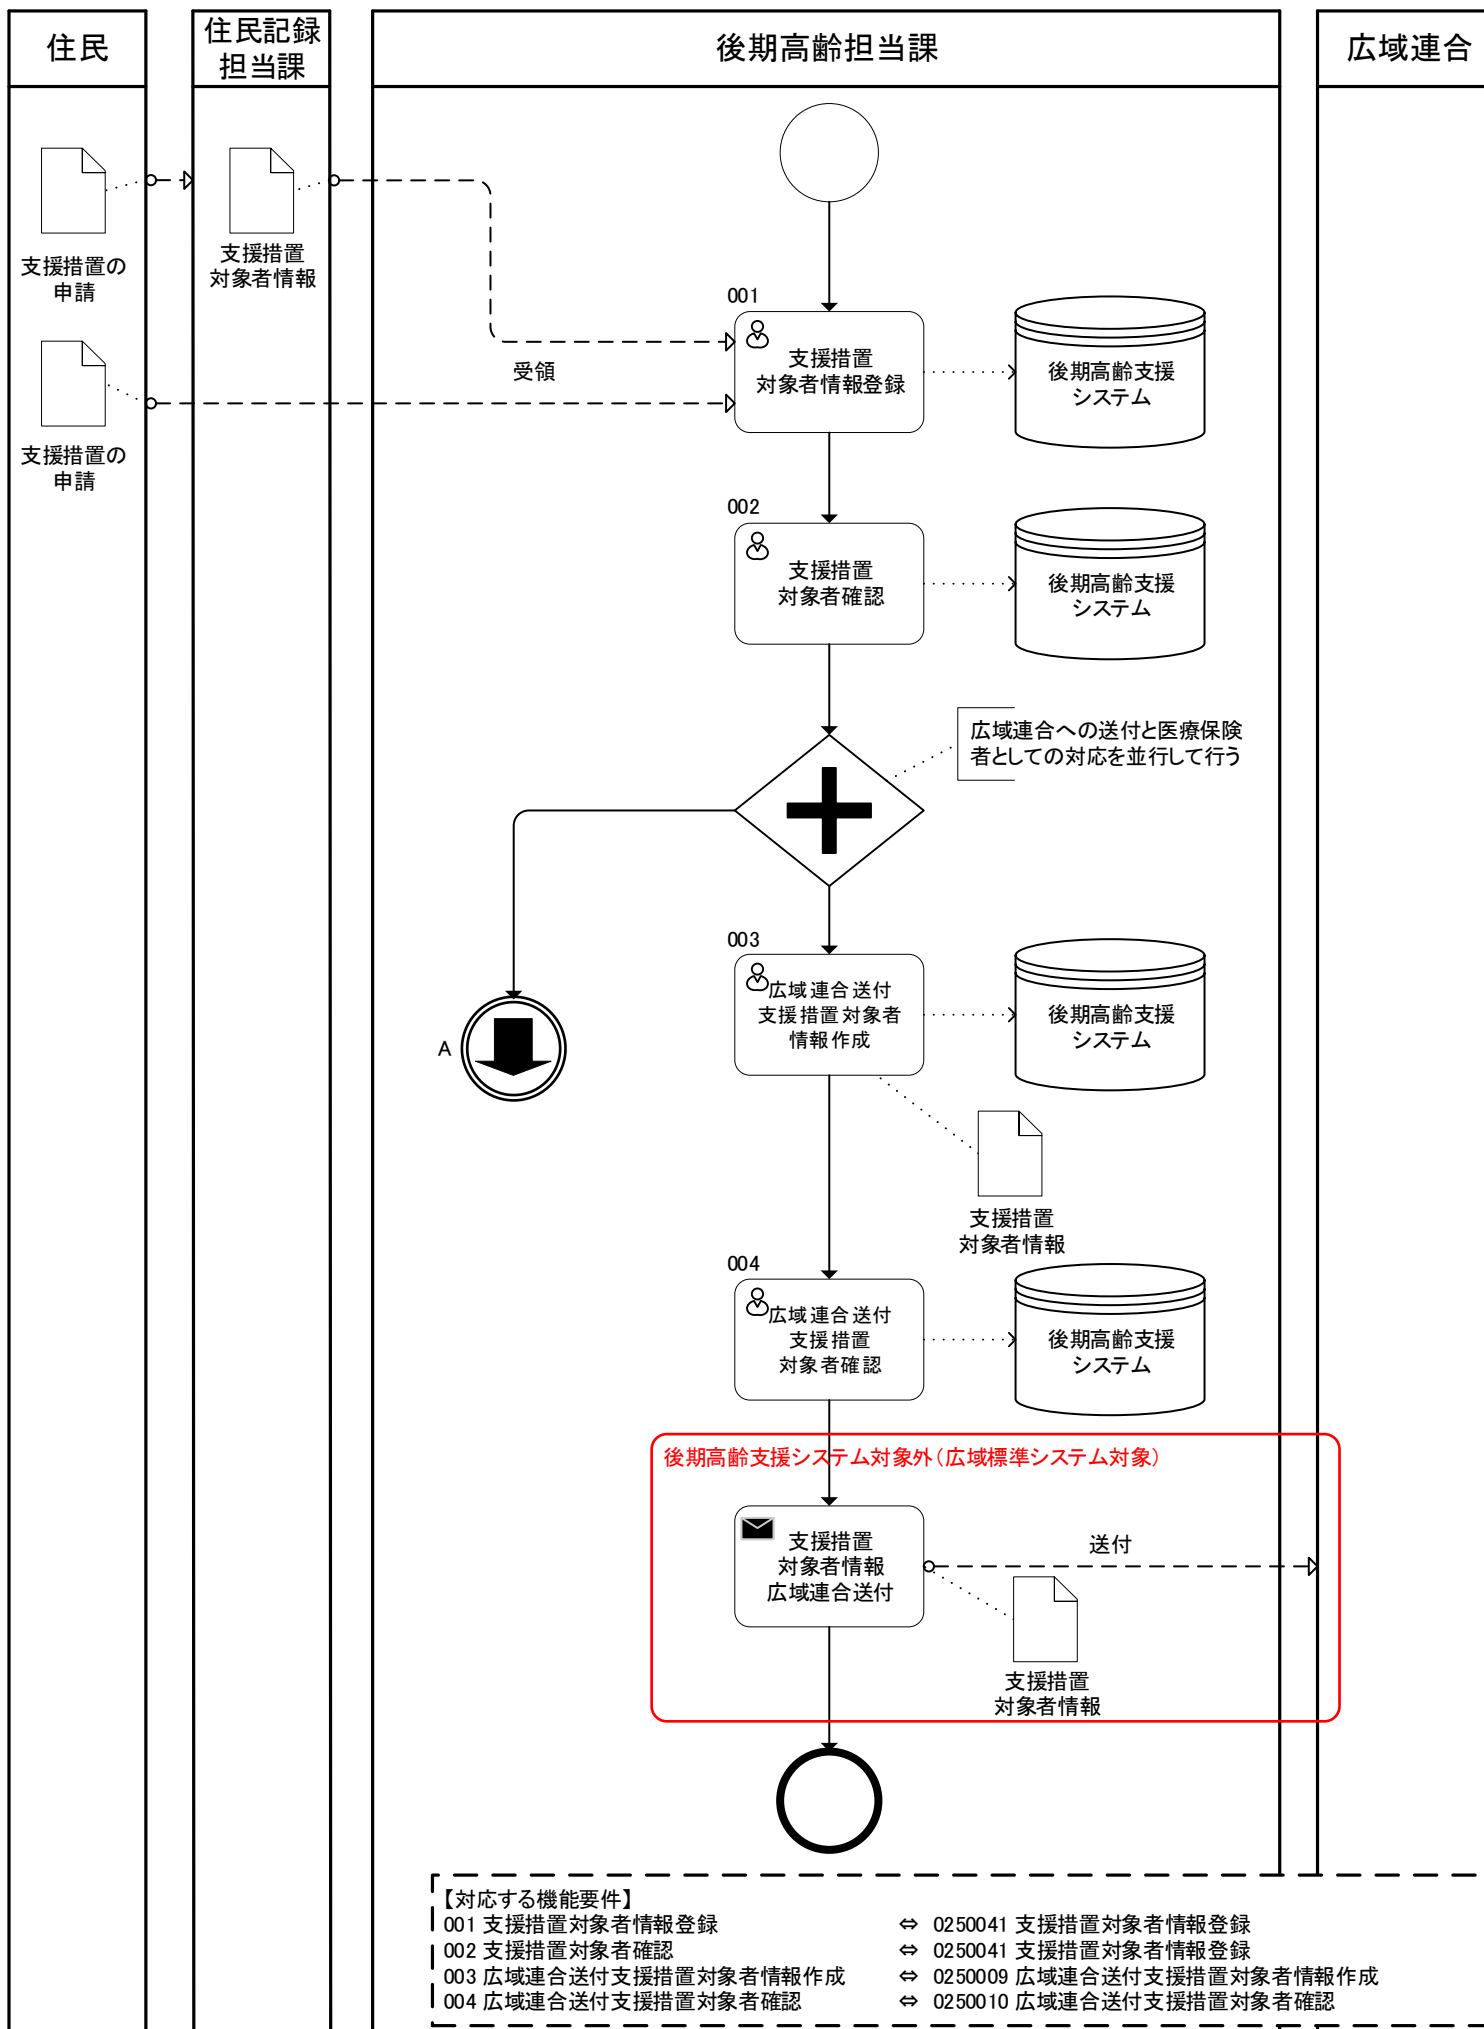 住民
住民記録
担当課
後期高齢担当課
広域連合
支援措置の
申請
支援措置
対象者情報
支援措置の
申請
受領
001
支援措置
対象者情報登録
後期高齢支援
システム
002
支援措置
対象者確認
後期高齢支援
システム
広域連合への送付と医療保険
者としての対応を並行して行う
A
003
広域連合送付
支援措置対象者
情報作成
後期高齢支援
システム
支援措置
対象者情報
004
広域連合送付
支援措置
対象者確認
後期高齢支援
システム
後期高齢支援システム対象外（広域標準システム対象）
支援措置
対象者情報
広域連合送付
送付
支援措置
対象者情報
【対応する機能要件】
001 支援措置対象者情報登録 ⇔ 0250041 支援措置対象者情報登録
002 支援措置対象者確認 ⇔ 0250041 支援措置対象者情報登録
003 広域連合送付支援措置対象者情報作成 ⇔ 0250009 広域連合送付支援措置対象者情報作成
004 広域連合送付支援措置対象者確認 ⇔ 0250010 広域連合送付支援措置対象者確認